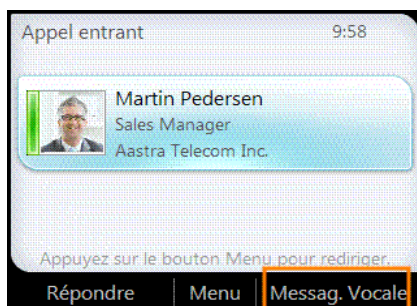 Appel entrant 9:58
Martin Pedersen
Sales Manager
Aastra Telecom Inc.
Appuyez sur le bouton Menu pour rediriger.
Répondre Menu Messag. Vocale